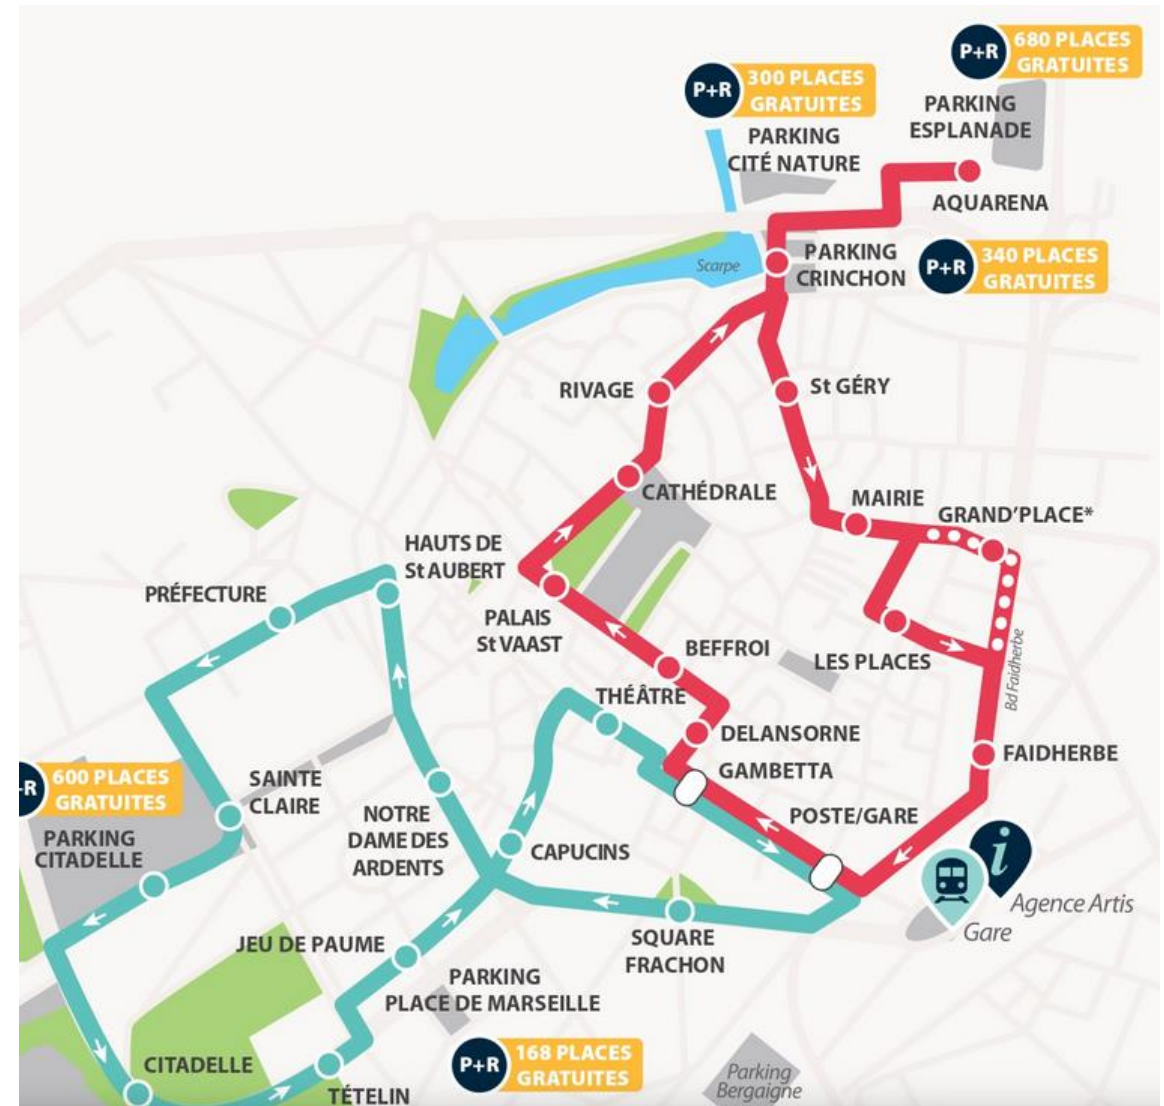 P+R
680 PLACES
GRATUITES
P+R
300 PLACES
GRATUITES
PARKING
ESPLANADE
PARKING
CITÉ NATURE
AQUARENA
Scarpe
PARKING
CRINCHON
P+R
340 PLACES
GRATUITES
RIVAGE
St GÉRY
CATHÉDRALE
MAIRIE
GRAND'PLACE*
HAUTS DE
St AUBERT
PRÉFECTURE
PALAIS
St VAAST
BEFFROI
LES PLACES
Bd Faidherbe
THÉÂTRE
DELANSORNE
FAIDHERBE
GAMBETTA
-R
600 PLACES
GRATUITES
SAINTE
CLAIRE
POSTE/GARE
NOTRE
DAME DES
ARDENTS
PARKING
CITADELLE
CAPUCINS
i
Agence Artis
Gare
JEU DE PAUME
SQUARE
FRACHON
PARKING
PLACE DE MARSEILLE
P+R
168 PLACES
GRATUITES
CITADELLE
TÉTELIN
Parking
Bergaigne